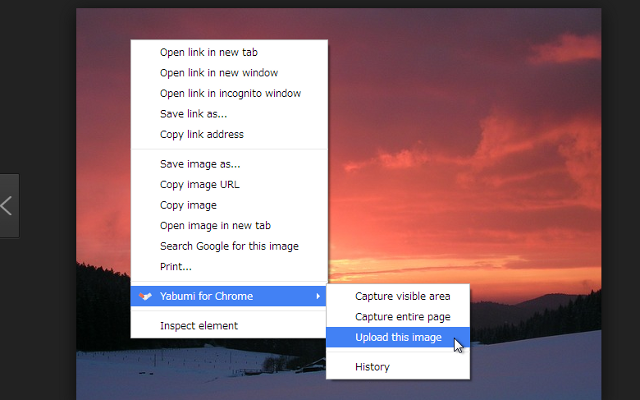 Open link in new tab
Open link in new window
Open link in incognito window
Save link as...
Copy link address
Save image as...
Copy image URL
Copy image
Open image in new tab
Search Google for this image
Print...
Yabumi for Chrome
Inspect element
Capture visible area
Capture entire page
Upload this image
History